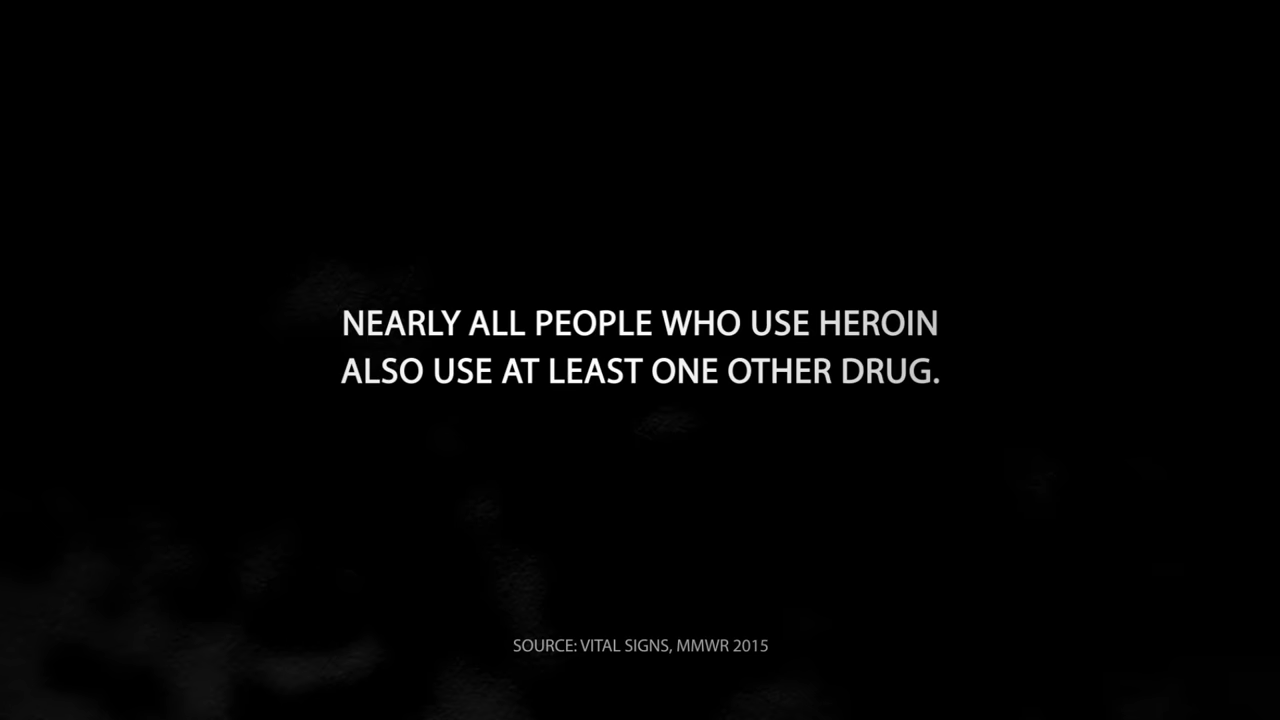 NEARLY ALL PEOPLE WHO USE HEROIN
ALSO USE AT LEAST ONE OTHER DRUG.
SOURCE: VITAL SIGNS, MMWR 2015